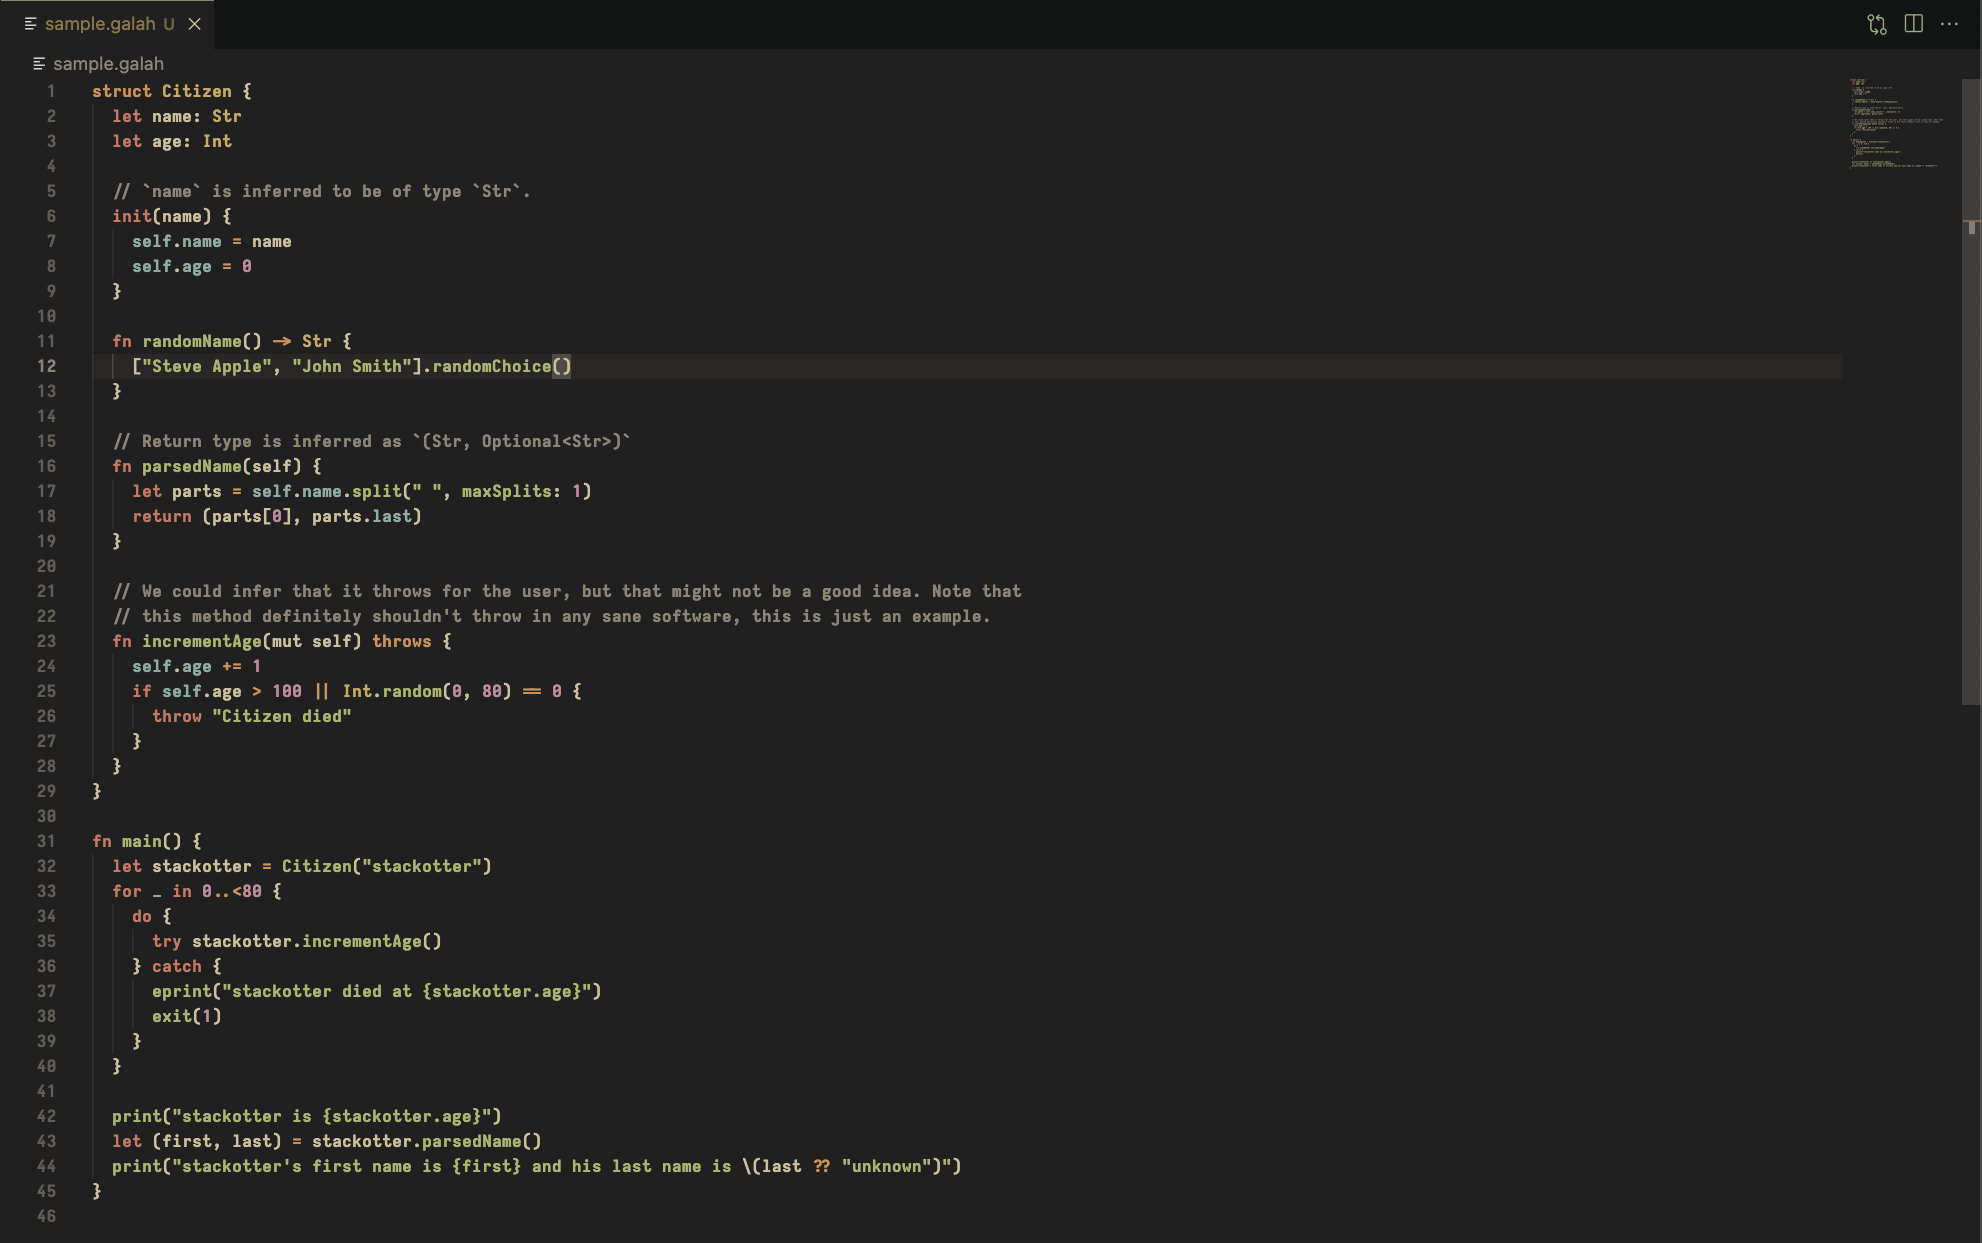 sample.galah U
sample.galah
1 struct Citizen {
2   let name: Str
3   let age: Int
4
5   // `name` is inferred to be of type `Str`.
6   init(name) {
7     self.name = name
8     self.age = 0
9   }
10
11   fn randomName() -> Str {
12     ["Steve Apple", "John Smith"].randomChoice()
13   }
14
15   // Return type is inferred as `(Str, Optional<Str>)`
16   fn parsedName(self) {
17     let parts = self.name.split(" ", maxSplits: 1)
18     return (parts[0], parts.last)
19   }
20
21   // We could infer that it throws for the user, but that might not be a good idea. Note that
22   // this method definitely shouldn't throw in any sane software, this is just an example.
23   fn incrementAge(mut self) throws {
24     self.age += 1
25     if self.age > 100 || Int.random(0, 80) == 0 {
26       throw "Citizen died"
27     }
28   }
29 }
30
31 fn main() {
32   let stackotter = Citizen("stackotter")
33   for _ in 0..<80 {
34     do {
35       try stackotter.incrementAge()
36     } catch {
37       eprint("stackotter died at {stackotter.age}")
38       exit(1)
39     }
40   }
41
42   print("stackotter is {stackotter.age}")
43   let (first, last) = stackotter.parsedName()
44   print("stackotter's first name is {first} and his last name is \(last ?? "unknown")")
45 }
46